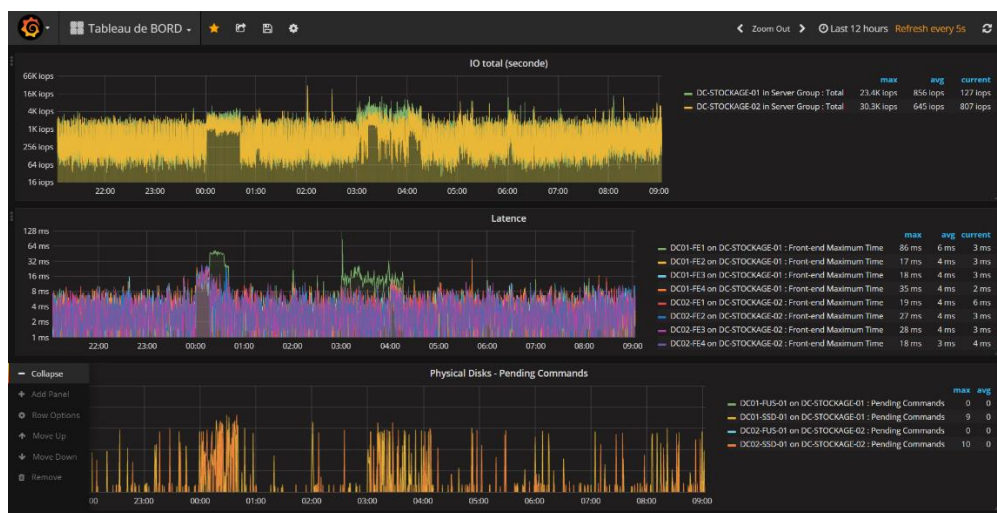 Tableau de BORD
Zoom Out
Last 12 hours Refresh every 5s
IO total (seconde)
66K iops
16K iops
4K iops
1K iops
256 iops
64 iops
16 iops
22:00 23:00 00:00 01:00 02:00 03:00 04:00 05:00 06:00 07:00 08:00 09:00
max avg current
DC-STOCKAGE-01 in Server Group : Total 23.4K iops 856 iops 127 iops
DC-STOCKAGE-02 in Server Group : Total 30.3K iops 645 iops 807 iops
Latence
128 ms
64 ms
32 ms
16 ms
8 ms
4 ms
2 ms
1 ms
22:00 23:00 00:00 01:00 02:00 03:00 04:00 05:00 06:00 07:00 08:00 09:00
max avg current
DC01-FE1 on DC-STOCKAGE-01 : Front-end Maximum Time 86 ms 6 ms 3 ms
DC01-FE2 on DC-STOCKAGE-01 : Front-end Maximum Time 17 ms 4 ms 3 ms
DC01-FE3 on DC-STOCKAGE-01 : Front-end Maximum Time 18 ms 4 ms 3 ms
DC01-FE4 on DC-STOCKAGE-01 : Front-end Maximum Time 35 ms 4 ms 2 ms
DC02-FE1 on DC-STOCKAGE-02 : Front-end Maximum Time 19 ms 4 ms 6 ms
DC02-FE2 on DC-STOCKAGE-02 : Front-end Maximum Time 27 ms 4 ms 3 ms
DC02-FE3 on DC-STOCKAGE-02 : Front-end Maximum Time 28 ms 4 ms 3 ms
DC02-FE4 on DC-STOCKAGE-02 : Front-end Maximum Time 18 ms 3 ms 4 ms
Collapse
Add Panel
Row Options
Move Up
Move Down
Remove
Physical Disks - Pending Commands
00 23:00 00:00 01:00 02:00 03:00 04:00 05:00 06:00 07:00 08:00 09:00
max avg
DC01-FUS-01 on DC-STOCKAGE-01 : Pending Commands 0 0
DC01-SSD-01 on DC-STOCKAGE-01 : Pending Commands 9 0
DC02-FUS-01 on DC-STOCKAGE-02 : Pending Commands 0 0
DC02-SSD-01 on DC-STOCKAGE-02 : Pending Commands 10 0